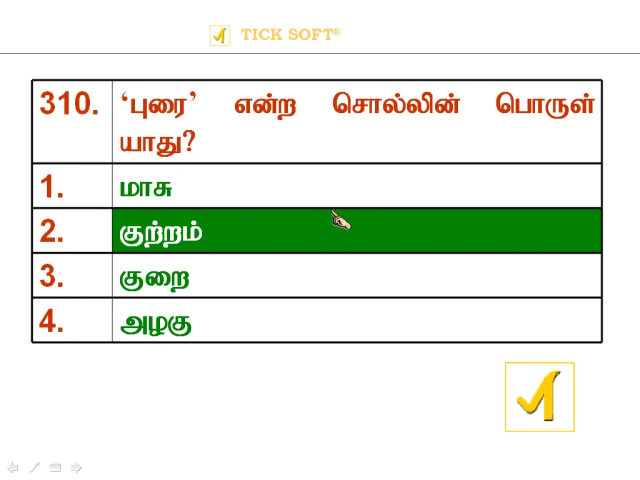 TICK SOFT®
310. ‘புரை’ என்ற சொல்லின் பொருள்
யாது?
1. மாசு
2. குற்றம்
3. குறை
4. அழகு